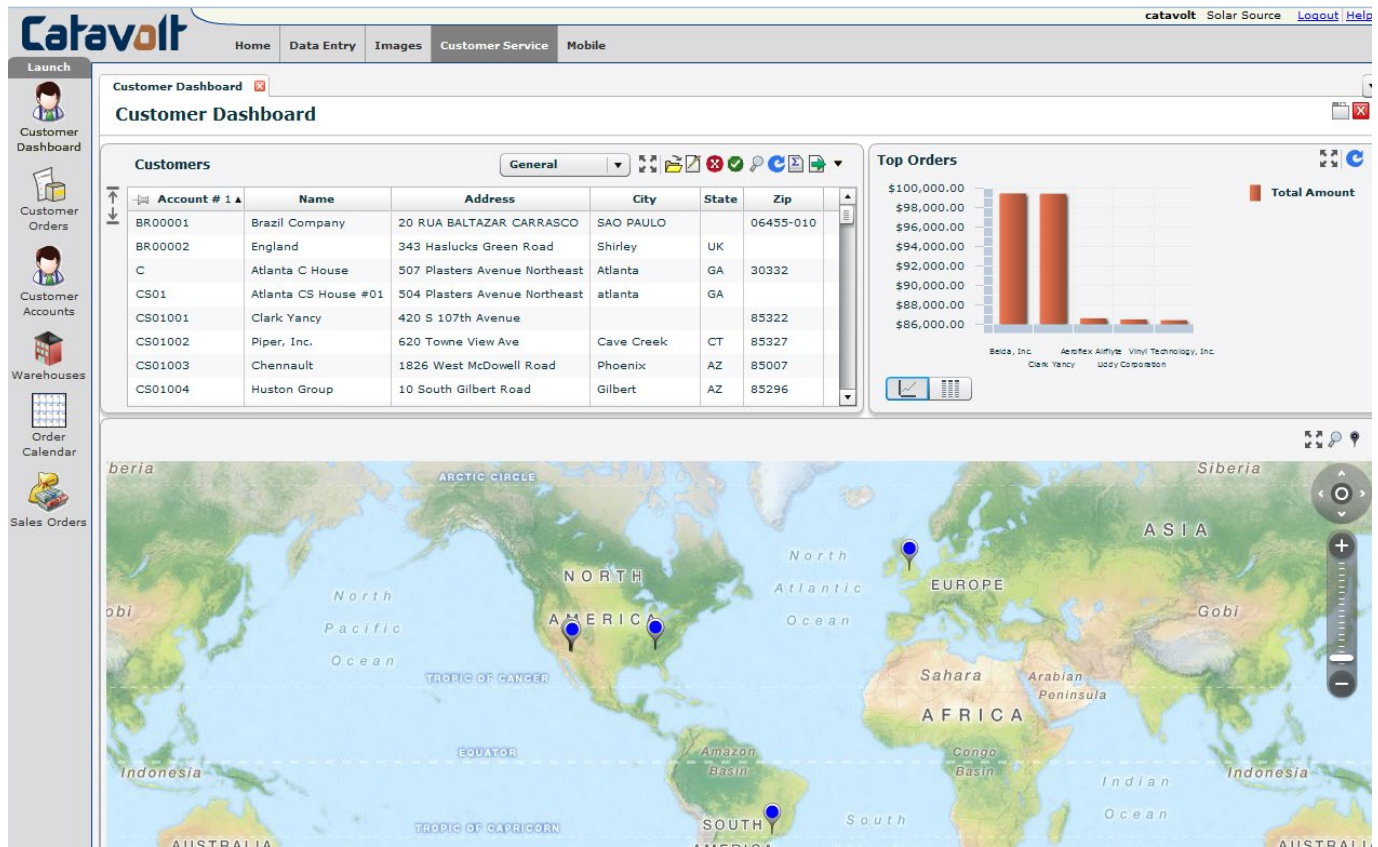 catavolt Solar Source Logout Help
Catavolt
Home Data Entry Images Customer Service Mobile
Launch
Customer Dashboard
Customer Orders
Customer Accounts
Warehouses
Order Calendar
Sales Orders
Customer Dashboard
Customer Dashboard
Customers General
Account # 1 Name Address City State Zip
BR00001 Brazil Company 20 RUA BALTAZAR CARRASCO SAO PAULO 06455-010
BR00002 England 343 Haslucks Green Road Shirley UK
C Atlanta C House 507 Plasters Avenue Northeast Atlanta GA 30332
CS01 Atlanta CS House #01 504 Plasters Avenue Northeast atlanta GA
CS01001 Clark Yancy 420 S 107th Avenue 85322
CS01002 Piper, Inc. 620 Towne View Ave Cave Creek CT 85327
CS01003 Chennault 1826 West McDowell Road Phoenix AZ 85007
CS01004 Huston Group 10 South Gilbert Road Gilbert AZ 85296
Top Orders
Total Amount
$100,000.00
$98,000.00
$96,000.00
$94,000.00
$92,000.00
$90,000.00
$88,000.00
$86,000.00
Belda, Inc. Aeroflex Airflyte Vinyl Technology, Inc.
Clark Yancy Uddy Corporation
beria
ARCTIC CIRCLE
Siberia
ASIA
North Atlantic Ocean
NORTH AMERICA
EUROPE
North Pacific Ocean
obi
Gobi
TROPIC OF CANCER
Sahara
Arabian Peninsula
AFRICA
EQUATOR
Amazon Basin
Congo Basin
Indonesia
Indian Ocean
Indonesia
TROPIC OF CAPRICORN
SOUTH AMERICA
South
AUSTRALIA
AUSTRALI